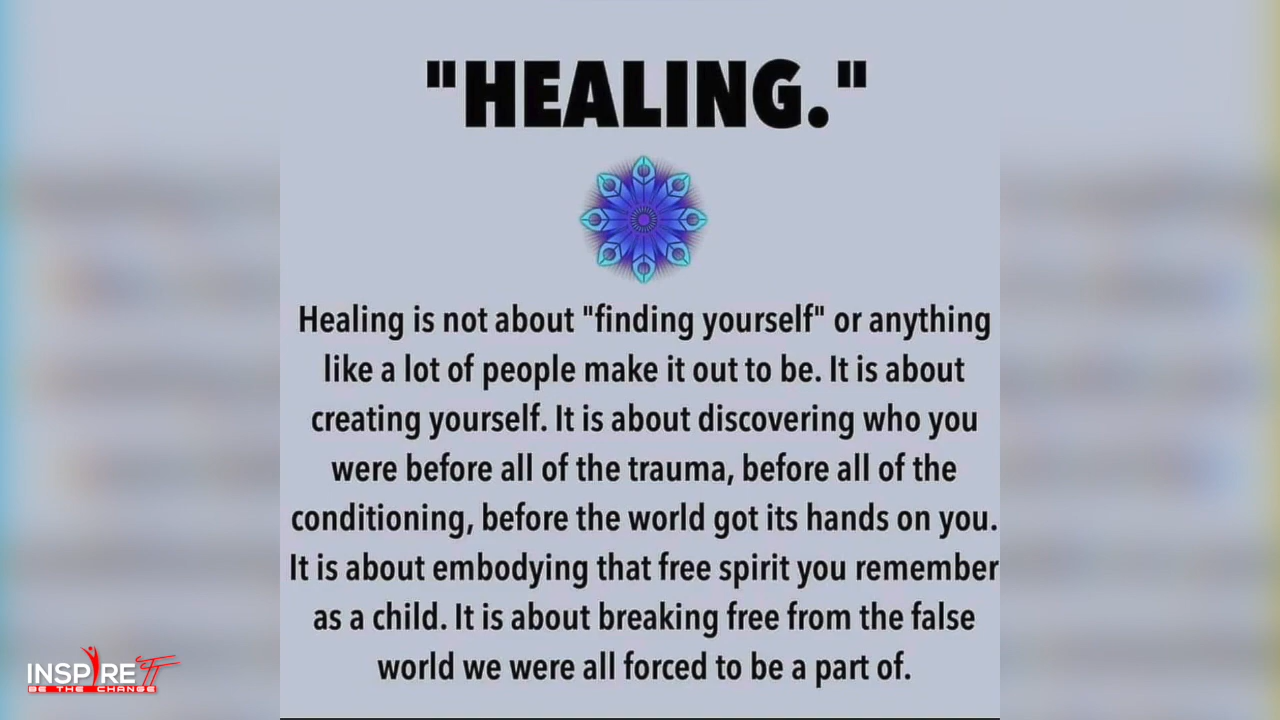 "HEALING."
Healing is not about "finding yourself" or anything
like a lot of people make it out to be. It is about
creating yourself. It is about discovering who you
were before all of the trauma, before all of the
conditioning, before the world got its hands on you.
It is about embodying that free spirit you remember
as a child. It is about breaking free from the false
world we were all forced to be a part of.
INSPIRE TT
BE THE CHANGE